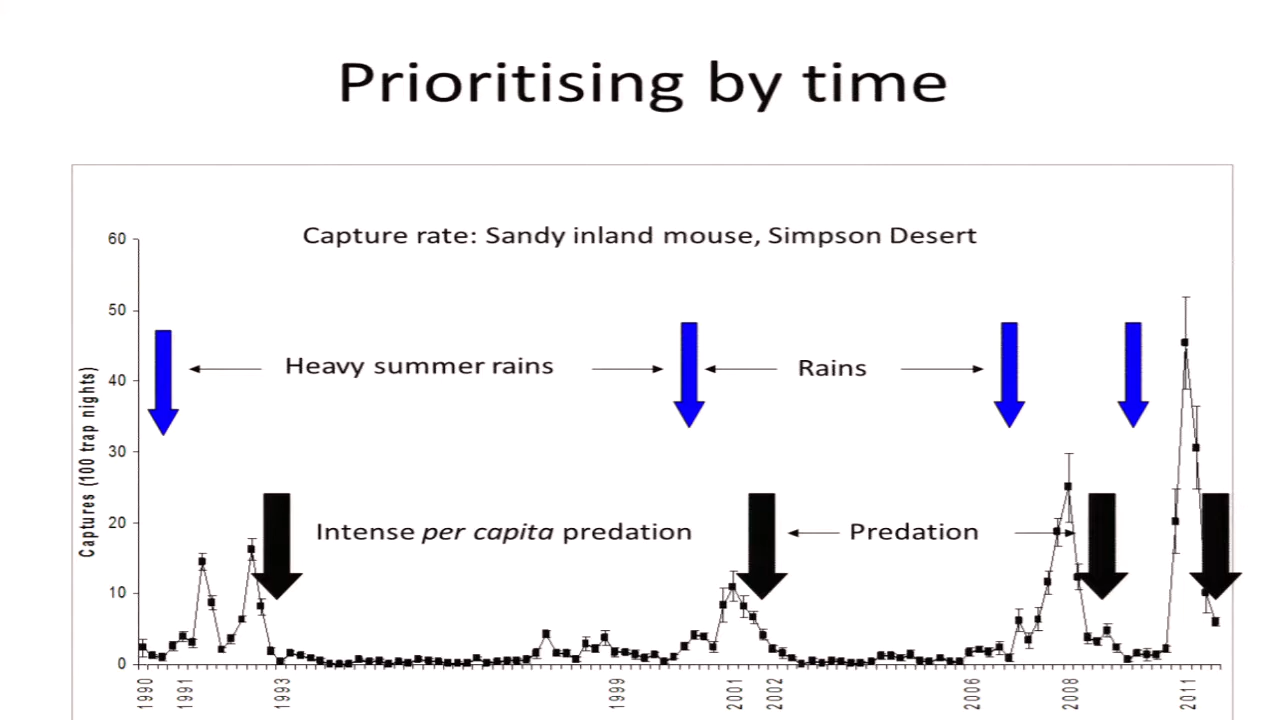 Prioritising by time
Capture rate: Sandy inland mouse, Simpson Desert
Captures (100 trap nights)
60
50
40
30
20
10
0
Heavy summer rains
Rains
Intense per capita predation
Predation
1990
1991
1993
1999
2001
2002
2006
2008
2011